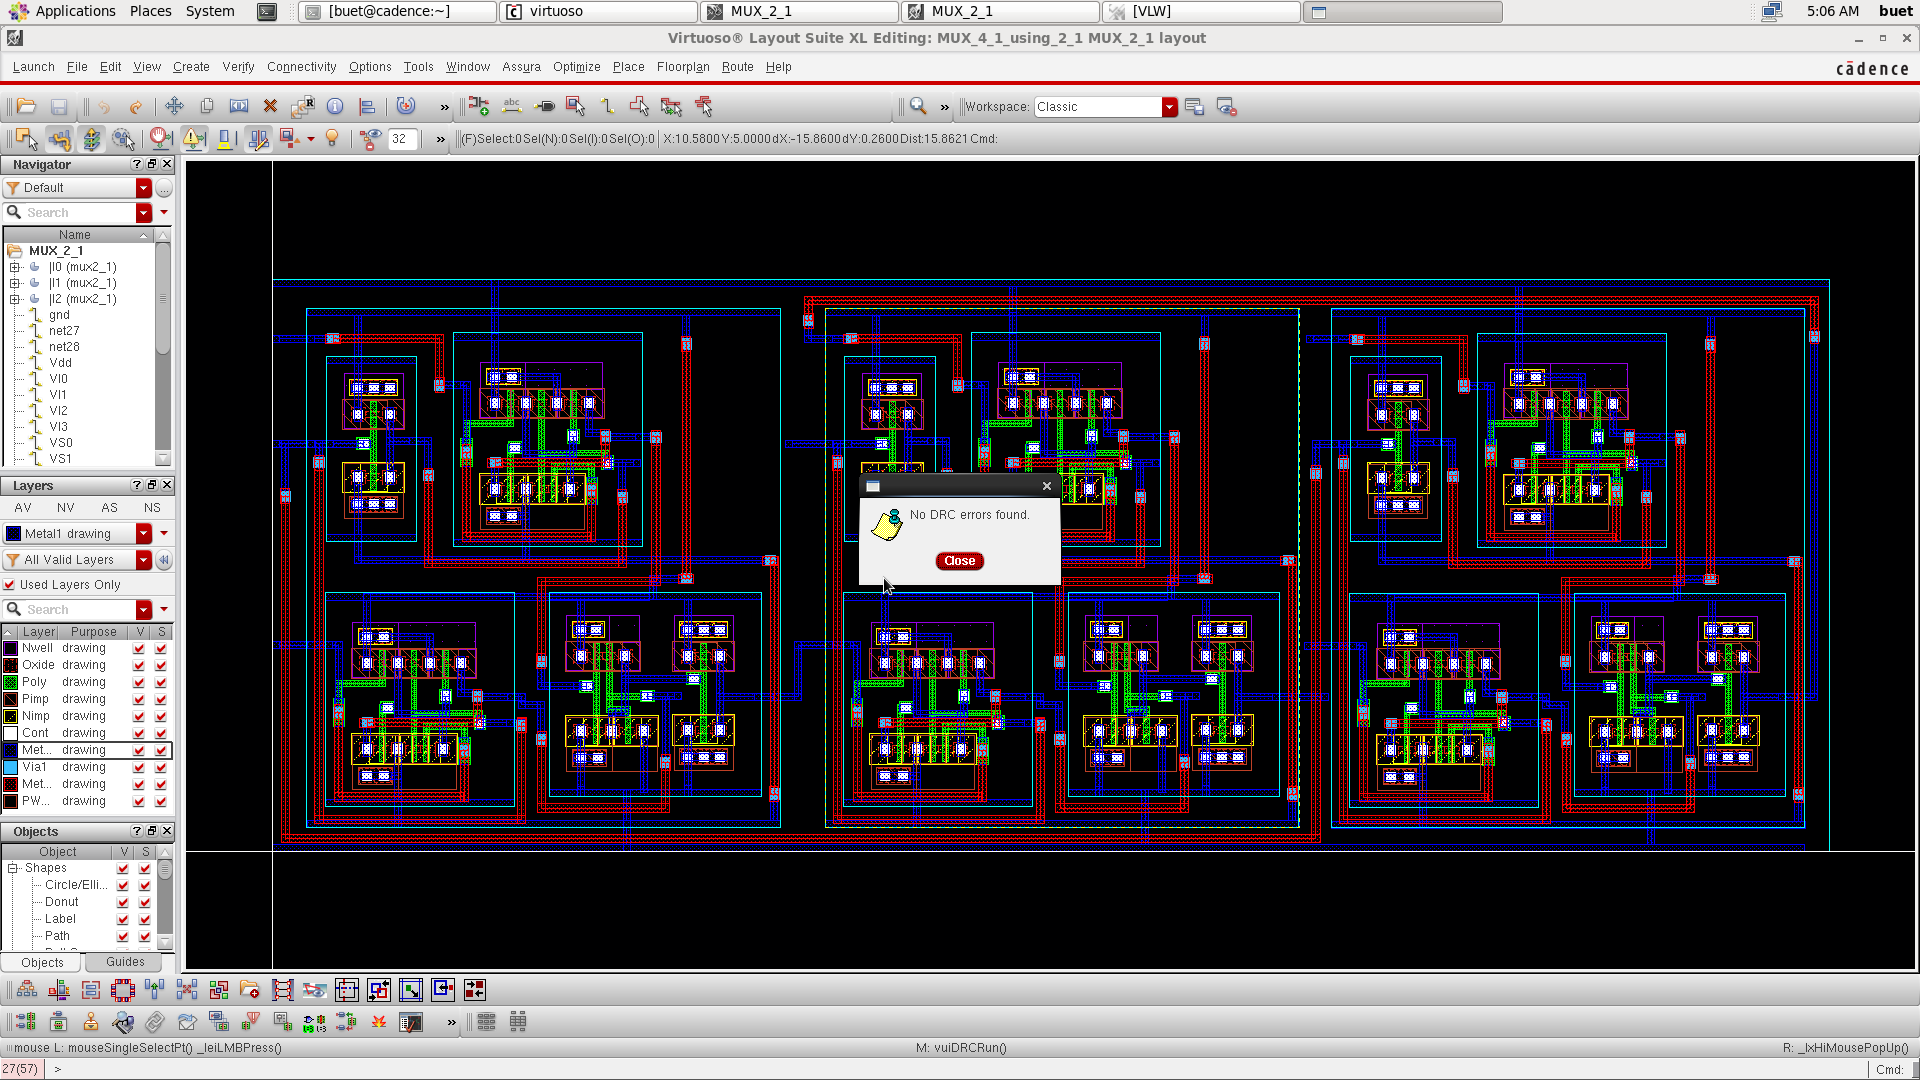 Applications Places System [buet@cadence:~] virtuoso MUX_2_1 MUX_2_1 [VLW] 5:06 AM buet
Virtuoso® Layout Suite XL Editing: MUX_4_1_using_2_1 MUX_2_1 layout
Launch File Edit View Create Verify Connectivity Options Tools Window Assura Optimize Place Floorplan Route Help cādence
abc » » Workspace: Classic
32 » (F)Select:0 Sel(N):0 Sel(I):0 Sel(O):0 X:10.5800 Y:5.0000 dX:-15.8600 dY:0.2600 Dist:15.8621 Cmd:
Navigator
Default
Search
Name
MUX_2_1
|I0 (mux2_1)
|I1 (mux2_1)
|I2 (mux2_1)
gnd
net27
net28
Vdd
VI0
VI1
VI2
VI3
VS0
VS1
Layers
AV NV AS NS
Metal1 drawing
All Valid Layers
Used Layers Only
Search
Layer Purpose V S
Nwell drawing
Oxide drawing
Poly drawing
Pimp drawing
Nimp drawing
Cont drawing
Met... drawing
Via1 drawing
Met... drawing
PW... drawing
Objects
Object V S
Shapes
Circle/Elli...
Donut
Label
Path
Objects Guides
No DRC errors found.
Close
mouse L: mouseSingleSelectPt() _leiLMBPress() M: vuiDRCRun() R: _lxHiMousePopUp()
27(57) > Cmd: